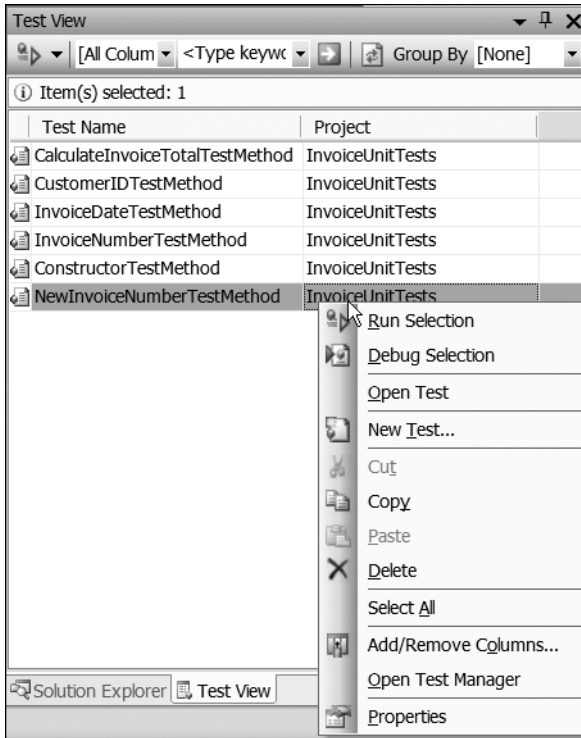 Test View
[All Colum <Type keywc Group By [None]
Item(s) selected: 1
Test Name Project
CalculateInvoiceTotalTestMethod InvoiceUnitTests
CustomerIDTestMethod InvoiceUnitTests
InvoiceDateTestMethod InvoiceUnitTests
InvoiceNumberTestMethod InvoiceUnitTests
ConstructorTestMethod InvoiceUnitTests
NewInvoiceNumberTestMethod InvoiceUnitTests
Run Selection
Debug Selection
Open Test
New Test...
Cut
Copy
Paste
Delete
Select All
Add/Remove Columns...
Open Test Manager
Properties
Solution Explorer Test View